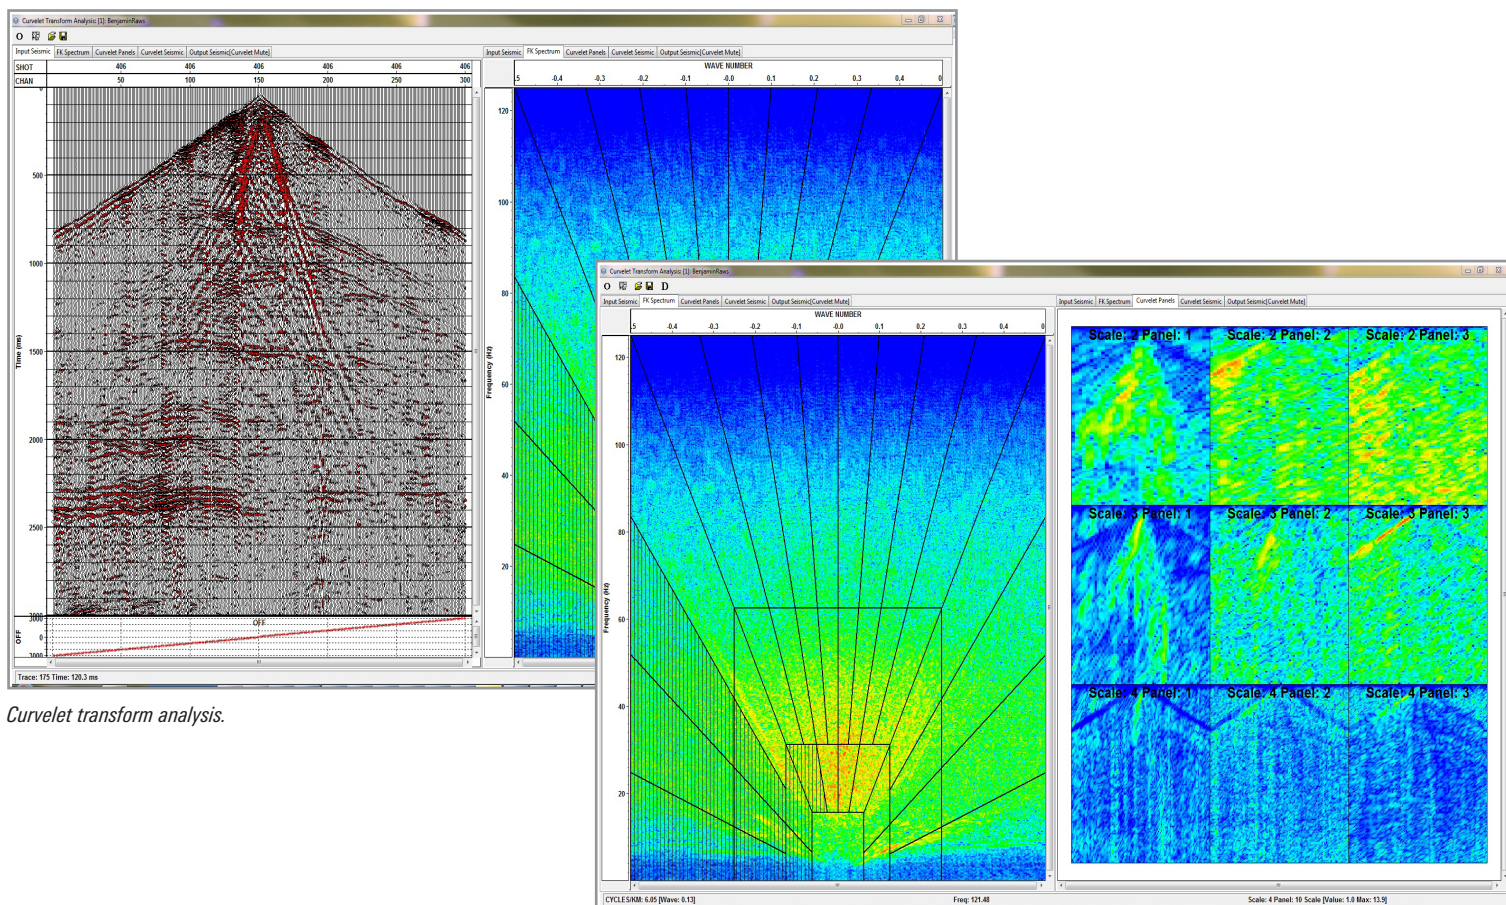 Curvelet Transform Analysis: [1]: BenjaminRaws
O
Input Seismic FK Spectrum Curvelet Panels Curvelet Seismic Output Seismic[Curvelet Mute]
SHOT 406 406 406 406 406 406
CHAN 50 100 150 200 250 300
0
500
1000
1500
2000
2500
3000
Time (ms)
OFF
3000
0
3000
OFF
Trace: 175 Time: 120.3 ms
Input Seismic FK Spectrum Curvelet Panels Curvelet Seismic Output Seismic[Curvelet Mute]
WAVE NUMBER
.5 -0.4 -0.3 -0.2 -0.1 -0.0 0.1 0.2 0.3 0.4 0
120
100
80
60
40
20
Frequency (Hz)
Curvelet transform analysis.
Curvelet Transform Analysis: [1]: BenjaminRaws
O D
Input Seismic FK Spectrum Curvelet Panels Curvelet Seismic Output Seismic[Curvelet Mute]
WAVE NUMBER
.5 -0.4 -0.3 -0.2 -0.1 -0.0 0.1 0.2 0.3 0.4 0
120
100
80
60
40
20
Frequency (Hz)
Input Seismic FK Spectrum Curvelet Panels Curvelet Seismic Output Seismic[Curvelet Mute]
Scale: 2 Panel: 1 Scale: 2 Panel: 2 Scale: 2 Panel: 3
Scale: 3 Panel: 1 Scale: 3 Panel: 2 Scale: 3 Panel: 3
Scale: 4 Panel: 1 Scale: 4 Panel: 2 Scale: 4 Panel: 3
CYCLES/KM: 6.05 [Wave: 0.13] Freq: 121.48 Scale: 4 Panel: 10 Scale [Value: 1.0 Max: 13.9]